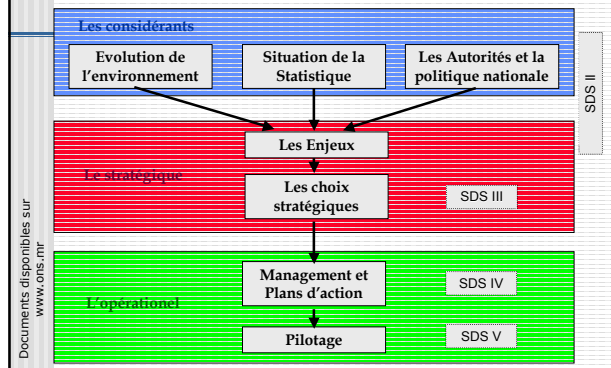 Les considérants
Evolution de
l'environnement
Situation de la
Statistique
Les Autorités et la
politique nationale
SDS II
Les Enjeux
Le stratégique
Les choix
stratégiques
SDS III
Management et
Plans d'action
SDS IV
L'opérationel
Pilotage
SDS V
Documents disponibles sur
www.ons.mr